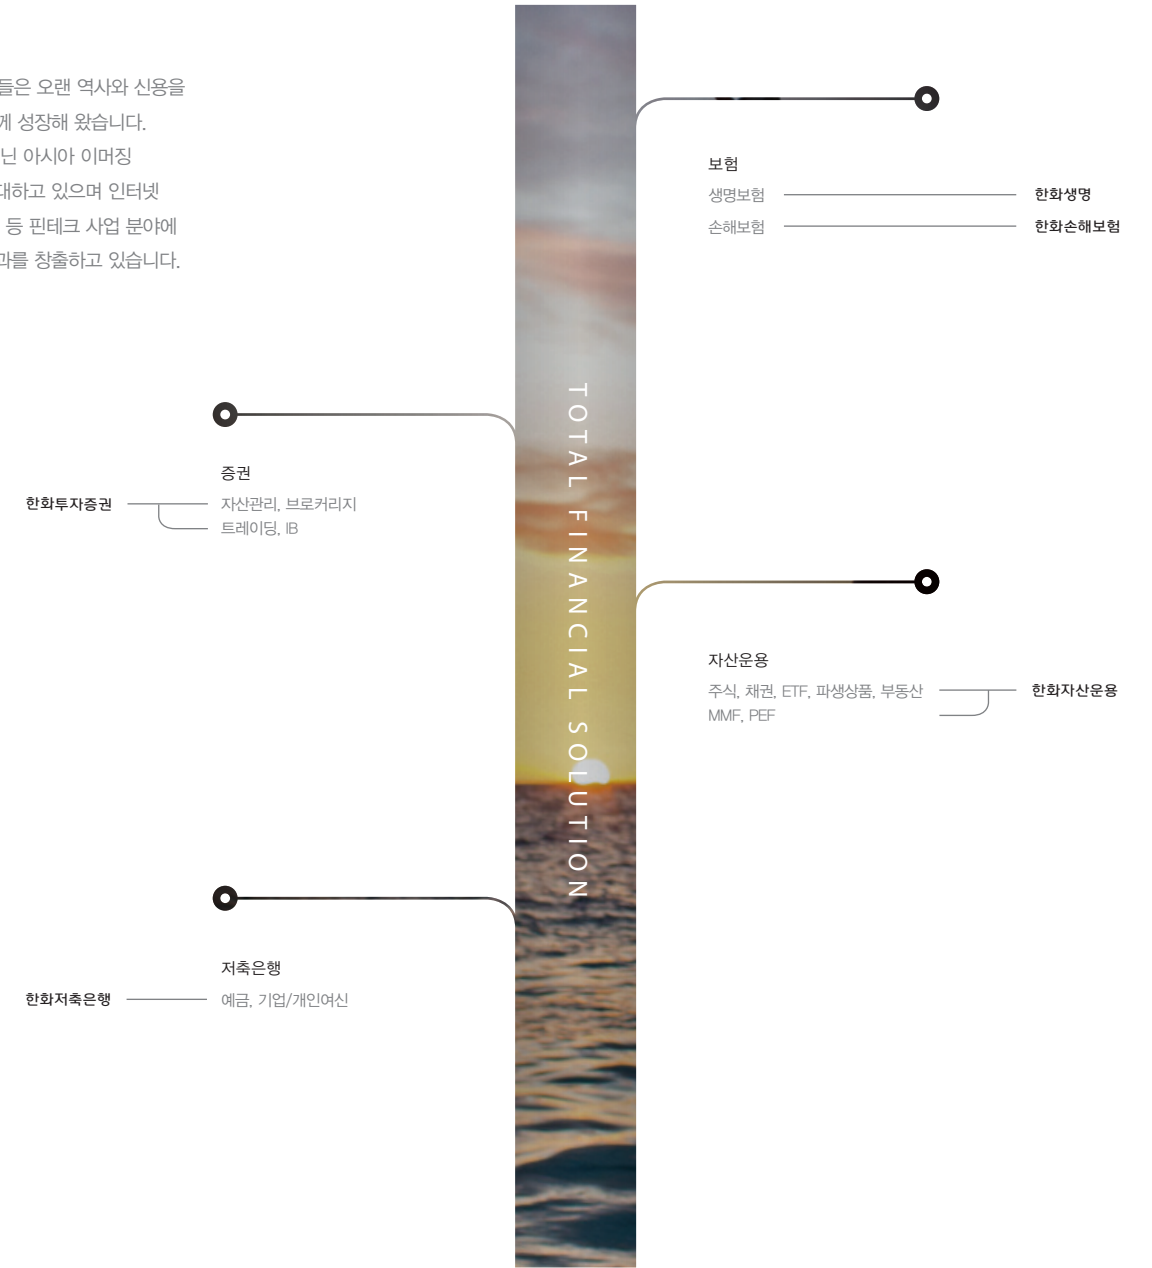 들은 오랜 역사와 신용을
께 성장해 왔습니다.
닌 아시아 이머징
대하고 있으며 인터넷
등 핀테크 사업 분야에
과를 창출하고 있습니다.
보험
생명보험 한화생명
손해보험 한화손해보험
TOTAL FINANCIAL SOLUTION
증권
한화투자증권 자산관리, 브로커리지
트레이딩, IB
자산운용
주식, 채권, ETF, 파생상품, 부동산 한화자산운용
MMF, PEF
저축은행
한화저축은행 예금, 기업/개인여신